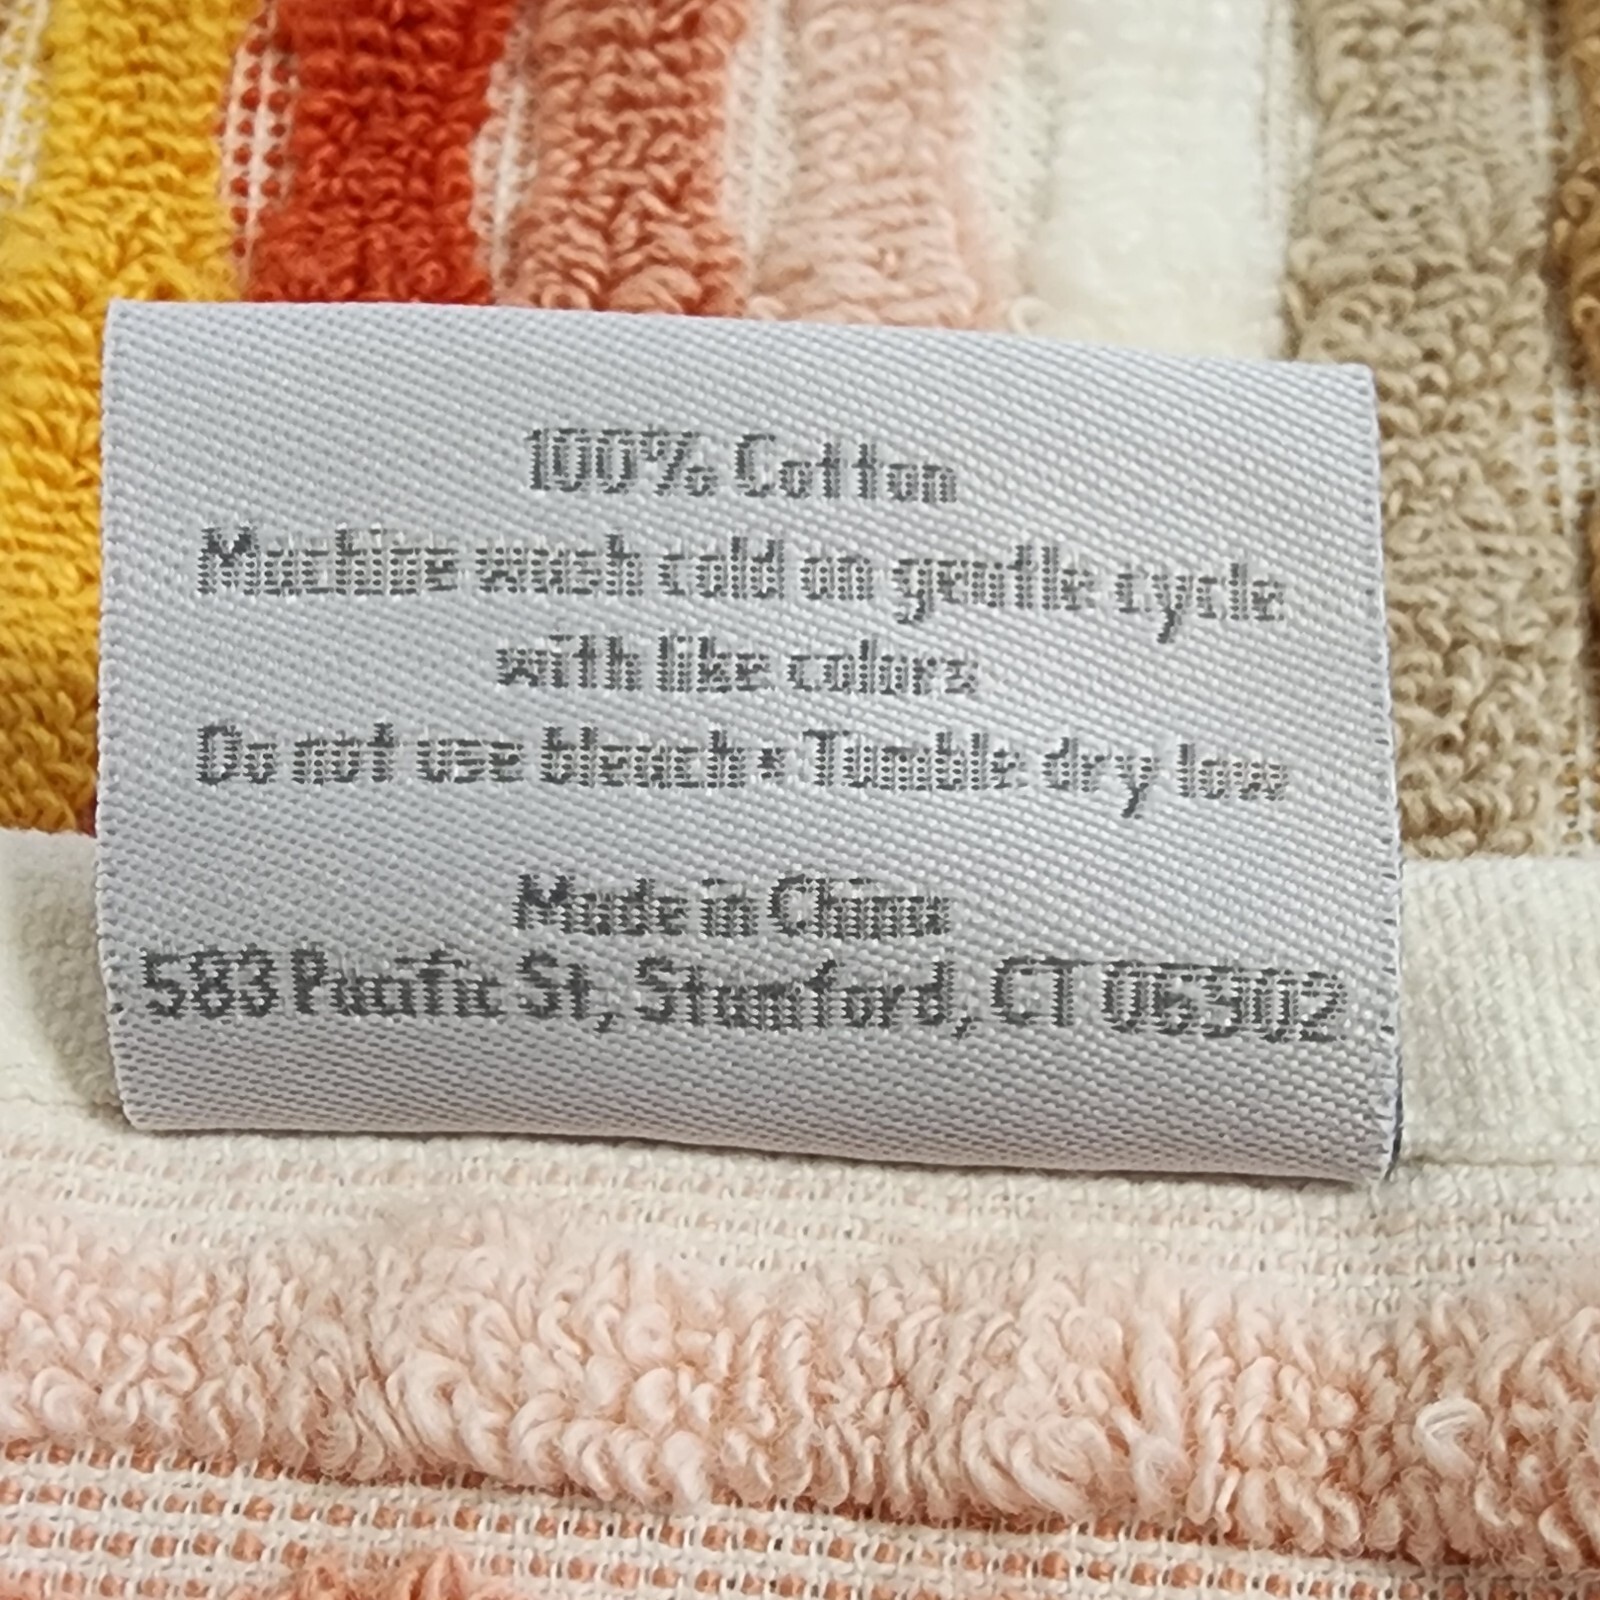 100% Cotton
Machine wash cold on gentle cycle
with like colors
Do not use bleach • Tumble dry low
Made in China
583 Pacific St, Stamford, CT 06902